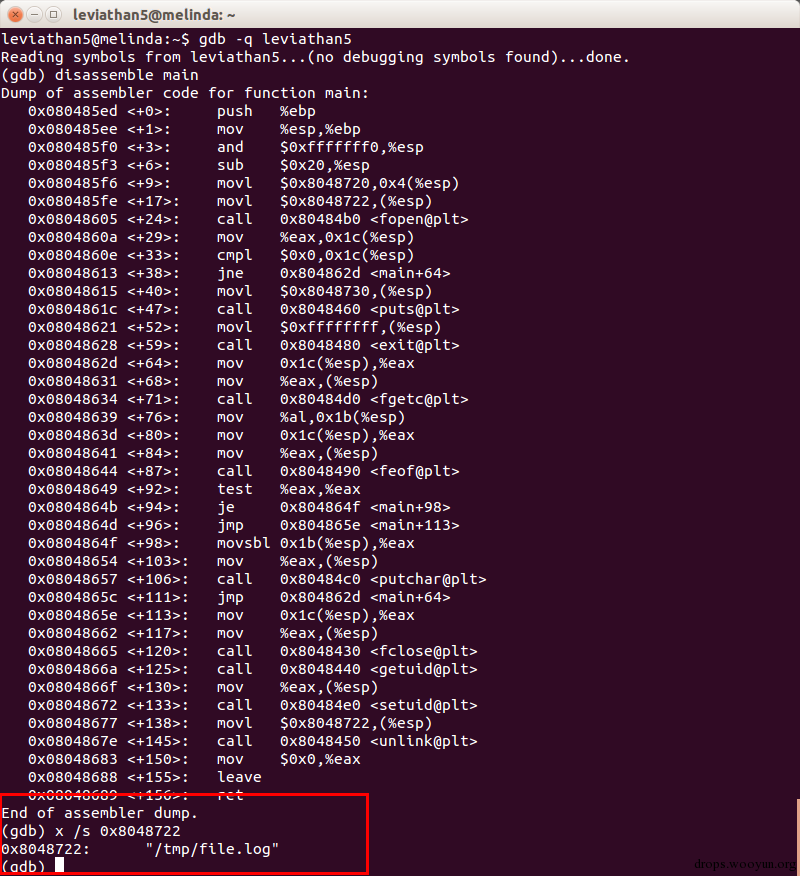 leviathan5@melinda: ~
leviathan5@melinda:~$ gdb -q leviathan5
Reading symbols from leviathan5...(no debugging symbols found)...done.
(gdb) disassemble main
Dump of assembler code for function main:
   0x080485ed <+0>:     push   %ebp
   0x080485ee <+1>:     mov    %esp,%ebp
   0x080485f0 <+3>:     and    $0xfffffff0,%esp
   0x080485f3 <+6>:     sub    $0x20,%esp
   0x080485f6 <+9>:     movl   $0x8048720,0x4(%esp)
   0x080485fe <+17>:    movl   $0x8048722,(%esp)
   0x08048605 <+24>:    call   0x80484b0 <fopen@plt>
   0x0804860a <+29>:    mov    %eax,0x1c(%esp)
   0x0804860e <+33>:    cmpl   $0x0,0x1c(%esp)
   0x08048613 <+38>:    jne    0x804862d <main+64>
   0x08048615 <+40>:    movl   $0x8048730,(%esp)
   0x0804861c <+47>:    call   0x8048460 <puts@plt>
   0x08048621 <+52>:    movl   $0xffffffff,(%esp)
   0x08048628 <+59>:    call   0x8048480 <exit@plt>
   0x0804862d <+64>:    mov    0x1c(%esp),%eax
   0x08048631 <+68>:    mov    %eax,(%esp)
   0x08048634 <+71>:    call   0x80484d0 <fgetc@plt>
   0x08048639 <+76>:    mov    %al,0x1b(%esp)
   0x0804863d <+80>:    mov    0x1c(%esp),%eax
   0x08048641 <+84>:    mov    %eax,(%esp)
   0x08048644 <+87>:    call   0x8048490 <feof@plt>
   0x08048649 <+92>:    test   %eax,%eax
   0x0804864b <+94>:    je     0x804864f <main+98>
   0x0804864d <+96>:    jmp    0x804865e <main+113>
   0x0804864f <+98>:    movsbl 0x1b(%esp),%eax
   0x08048654 <+103>:   mov    %eax,(%esp)
   0x08048657 <+106>:   call   0x80484c0 <putchar@plt>
   0x0804865c <+111>:   jmp    0x804862d <main+64>
   0x0804865e <+113>:   mov    0x1c(%esp),%eax
   0x08048662 <+117>:   mov    %eax,(%esp)
   0x08048665 <+120>:   call   0x8048430 <fclose@plt>
   0x0804866a <+125>:   call   0x8048440 <getuid@plt>
   0x0804866f <+130>:   mov    %eax,(%esp)
   0x08048672 <+133>:   call   0x80484e0 <setuid@plt>
   0x08048677 <+138>:   movl   $0x8048722,(%esp)
   0x0804867e <+145>:   call   0x8048450 <unlink@plt>
   0x08048683 <+150>:   mov    $0x0,%eax
   0x08048688 <+155>:   leave
   0x08048689 <+156>:   ret
End of assembler dump.
(gdb) x /s 0x8048722
0x8048722:      "/tmp/file.log"
(gdb)
drops.wooyun.org